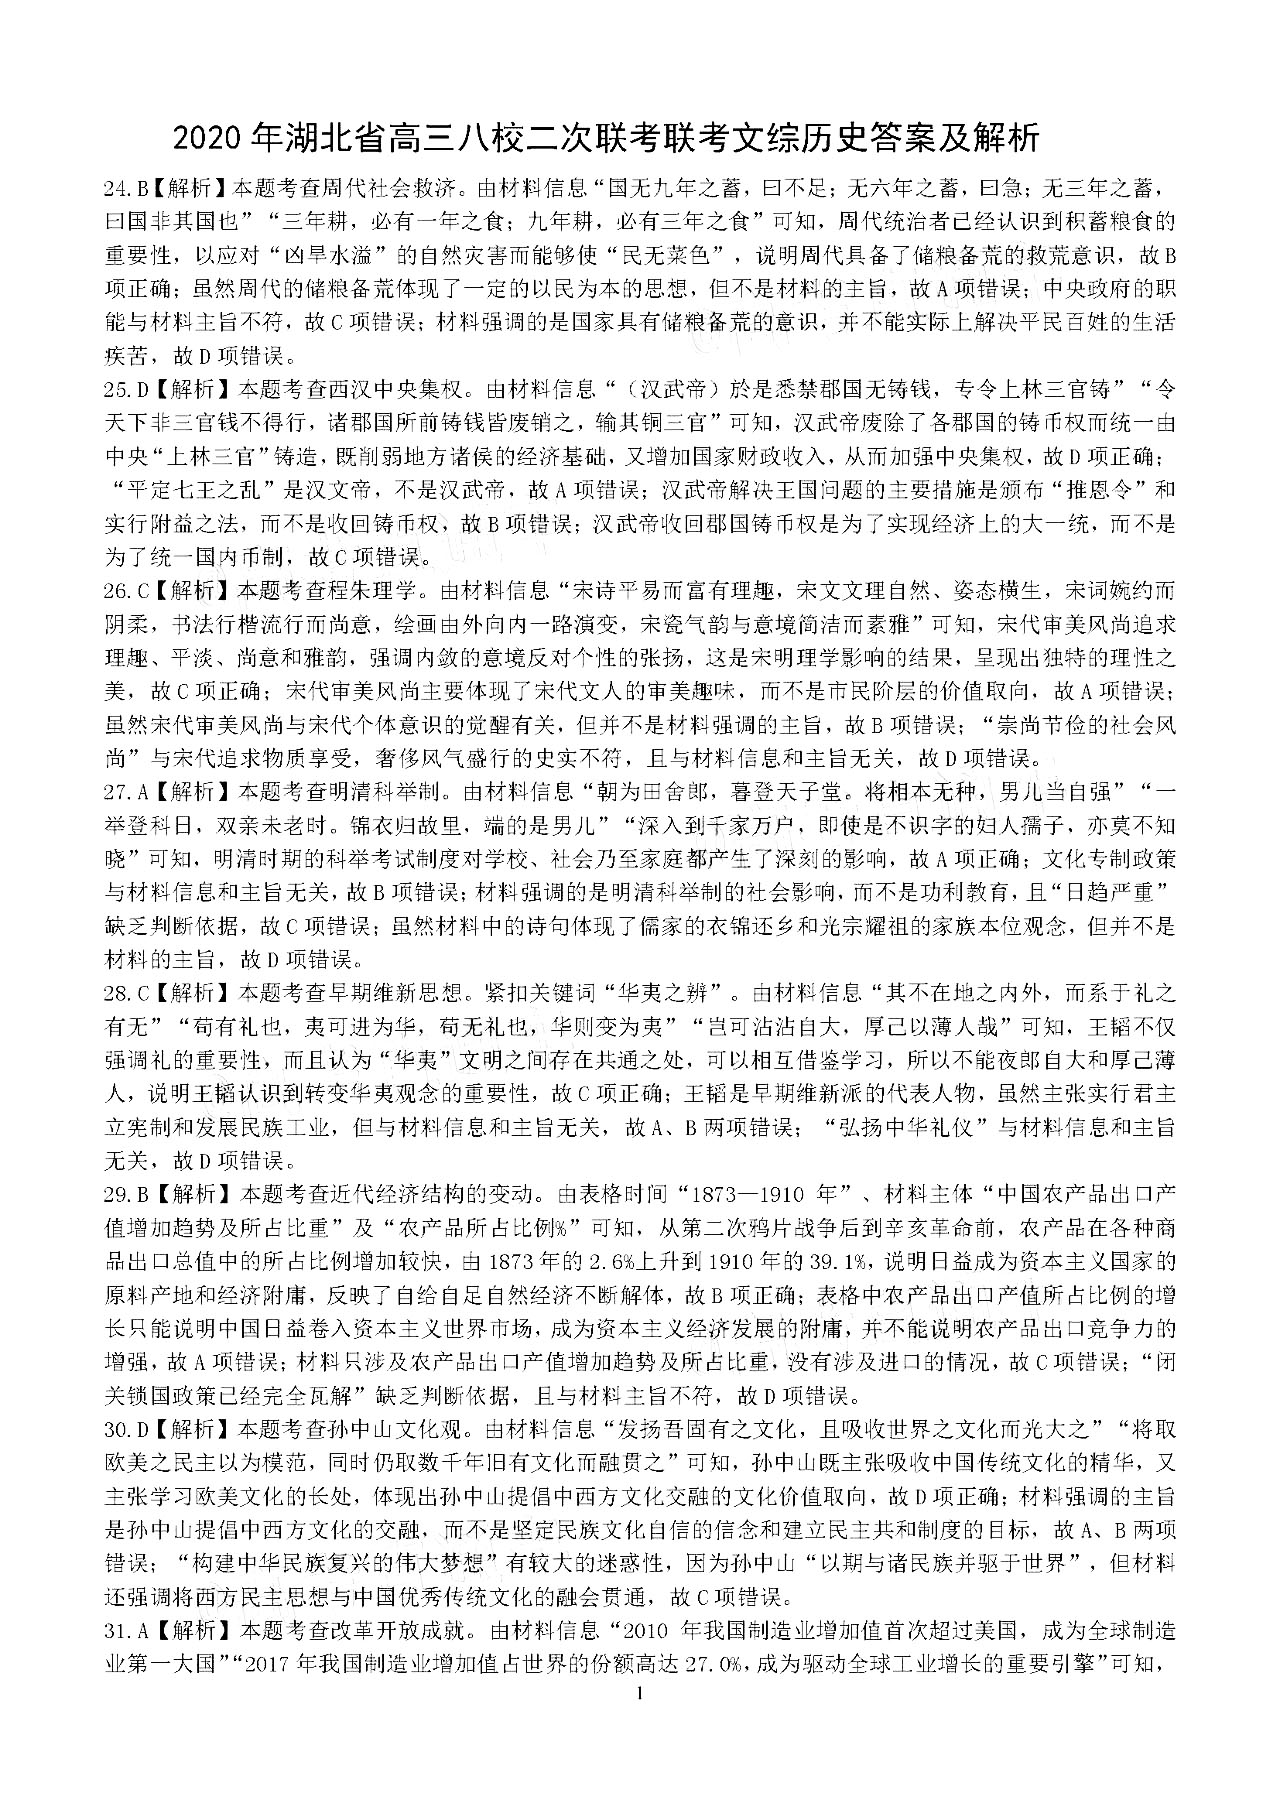 2020 年湖北省高三八校二次联考联考文综历史答案及解析
24.B【解析】本题考查周代社会救济。由材料信息“国无九年之蓄，曰不足；无六年之蓄，曰急；无三年之蓄，
曰国非其国也”“三年耕，必有一年之食；九年耕，必有三年之食”可知，周代统治者已经认识到积蓄粮食的
重要性，以应对“凶旱水溢”的自然灾害而能够使“民无菜色”，说明周代具备了储粮备荒的救荒意识，故 B
项正确；虽然周代的储粮备荒体现了一定的以民为本的思想，但不是材料的主旨，故 A 项错误；中央政府的职
能与材料主旨不符，故 C 项错误；材料强调的是国家具有储粮备荒的意识，并不能实际上解决平民百姓的生活
疾苦，故 D 项错误。
25.D【解析】本题考查西汉中央集权。由材料信息“（汉武帝）於是悉禁郡国无铸钱，专令上林三官铸”“令
天下非三官钱不得行，诸郡国所前铸钱皆废销之，输其铜三官”可知，汉武帝废除了各郡国的铸币权而统一由
中央“上林三官”铸造，既削弱地方诸侯的经济基础，又增加国家财政收入，从而加强中央集权，故 D 项正确；
“平定七王之乱”是汉文帝，不是汉武帝，故 A 项错误；汉武帝解决王国问题的主要措施是颁布“推恩令”和
实行附益之法，而不是收回铸币权，故 B 项错误；汉武帝收回郡国铸币权是为了实现经济上的大一统，而不是
为了统一国内币制，故 C 项错误。
26.C【解析】本题考查程朱理学。由材料信息“宋诗平易而富有理趣，宋文文理自然、姿态横生，宋词婉约而
阴柔，书法行楷流行而尚意，绘画由外向内一路演变，宋瓷气韵与意境简洁而素雅”可知，宋代审美风尚追求
理趣、平淡、尚意和雅韵，强调内敛的意境反对个性的张扬，这是宋明理学影响的结果，呈现出独特的理性之
美，故 C 项正确；宋代审美风尚主要体现了宋代文人的审美趣味，而不是市民阶层的价值取向，故 A 项错误；
虽然宋代审美风尚与宋代个体意识的觉醒有关，但并不是材料强调的主旨，故 B 项错误；“崇尚节俭的社会风
尚”与宋代追求物质享受，奢侈风气盛行的史实不符，且与材料信息和主旨无关，故 D 项错误。
27.A【解析】本题考查明清科举制。由材料信息“朝为田舍郎，暮登天子堂。将相本无种，男儿当自强”“一
举登科日，双亲未老时。锦衣归故里，端的是男儿”“深入到千家万户，即使是不识字的妇人孺子，亦莫不知
晓”可知，明清时期的科举考试制度对学校、社会乃至家庭都产生了深刻的影响，故 A 项正确；文化专制政策
与材料信息和主旨无关，故 B 项错误；材料强调的是明清科举制的社会影响，而不是功利教育，且“日趋严重”
缺乏判断依据，故 C 项错误；虽然材料中的诗句体现了儒家的衣锦还乡和光宗耀祖的家族本位观念，但并不是
材料的主旨，故 D 项错误。
28.C【解析】本题考查早期维新思想。紧扣关键词“华夷之辨”。由材料信息“其不在地之内外，而系于礼之
有无”“苟有礼也，夷可进为华，苟无礼也，华则变为夷”“岂可沾沾自大，厚己以薄人哉”可知，王韬不仅
强调礼的重要性，而且认为“华夷”文明之间存在共通之处，可以相互借鉴学习，所以不能夜郎自大和厚己薄
人，说明王韬认识到转变华夷观念的重要性，故 C 项正确；王韬是早期维新派的代表人物，虽然主张实行君主
立宪制和发展民族工业，但与材料信息和主旨无关，故 A、B 两项错误；“弘扬中华礼仪”与材料信息和主旨
无关，故 D 项错误。
29.B【解析】本题考查近代经济结构的变动。由表格时间“1873—1910 年”、材料主体“中国农产品出口产
值增加趋势及所占比重”及“农产品所占比例%”可知，从第二次鸦片战争后到辛亥革命前，农产品在各种商
品出口总值中的所占比例增加较快，由 1873 年的 2.6%上升到 1910 年的 39.1%，说明日益成为资本主义国家的
原料产地和经济附庸，反映了自给自足自然经济不断解体，故 B 项正确；表格中农产品出口产值所占比例的增
长只能说明中国日益卷入资本主义世界市场，成为资本主义经济发展的附庸，并不能说明农产品出口竞争力的
增强，故 A 项错误；材料只涉及农产品出口产值增加趋势及所占比重，没有涉及进口的情况，故 C 项错误；“闭
关锁国政策已经完全瓦解”缺乏判断依据，且与材料主旨不符，故 D 项错误。
30.D【解析】本题考查孙中山文化观。由材料信息“发扬吾固有之文化，且吸收世界之文化而光大之”“将取
欧美之民主以为模范，同时仍取数千年旧有文化而融贯之”可知，孙中山既主张吸收中国传统文化的精华，又
主张学习欧美文化的长处，体现出孙中山提倡中西方文化交融的文化价值取向，故 D 项正确；材料强调的主旨
是孙中山提倡中西方文化的交融，而不是坚定民族文化自信的信念和建立民主共和制度的目标，故 A、B 两项
错误；“构建中华民族复兴的伟大梦想”有较大的迷惑性，因为孙中山“以期与诸民族并驱于世界”，但材料
还强调将西方民主思想与中国优秀传统文化的融会贯通，故 C 项错误。
31.A【解析】本题考查改革开放成就。由材料信息“2010 年我国制造业增加值首次超过美国，成为全球制造
业第一大国”“2017 年我国制造业增加值占世界的份额高达 27.0%，成为驱动全球工业增长的重要引擎”可知，
1